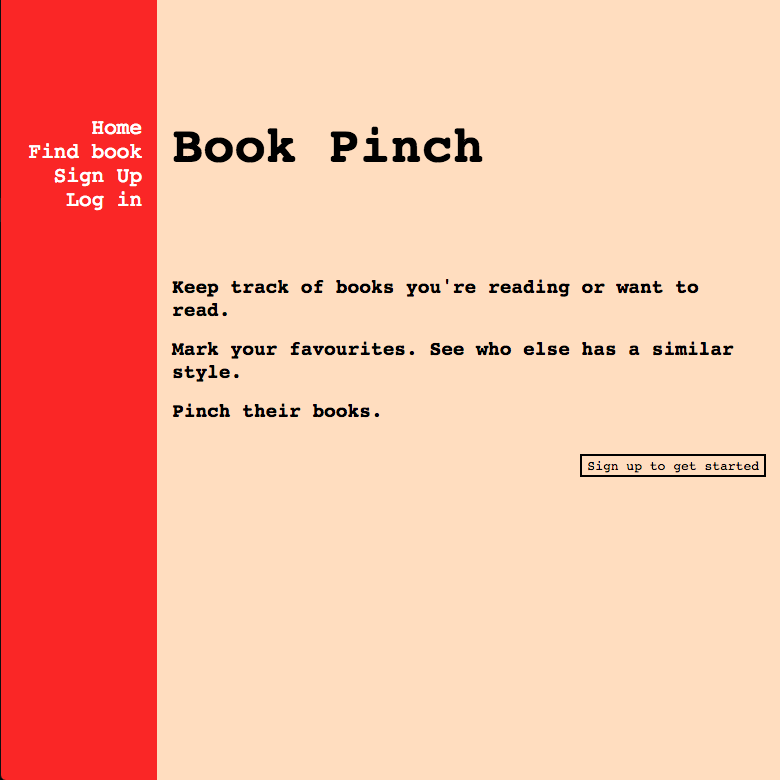 Home
Find book
Sign Up
Log in
Book Pinch
Keep track of books you're reading or want to
read.
Mark your favourites. See who else has a similar
style.
Pinch their books.
Sign up to get started